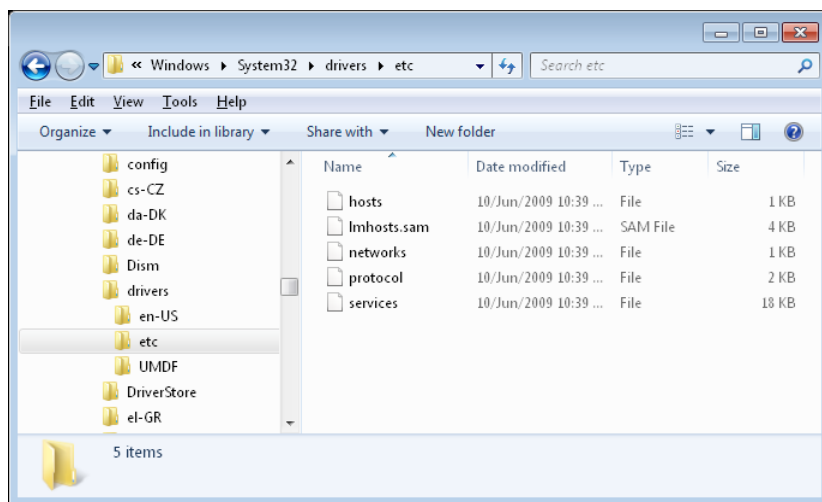 « Windows ▸ System32 ▸ drivers ▸ etc Search etc
File Edit View Tools Help
Organize ▾ Include in library ▾ Share with ▾ New folder
config
cs-CZ
da-DK
de-DE
Dism
drivers
en-US
etc
UMDF
DriverStore
el-GR
Name Date modified Type Size
hosts 10/Jun/2009 10:39 ... File 1 KB
lmhosts.sam 10/Jun/2009 10:39 ... SAM File 4 KB
networks 10/Jun/2009 10:39 ... File 1 KB
protocol 10/Jun/2009 10:39 ... File 2 KB
services 10/Jun/2009 10:39 ... File 18 KB
5 items